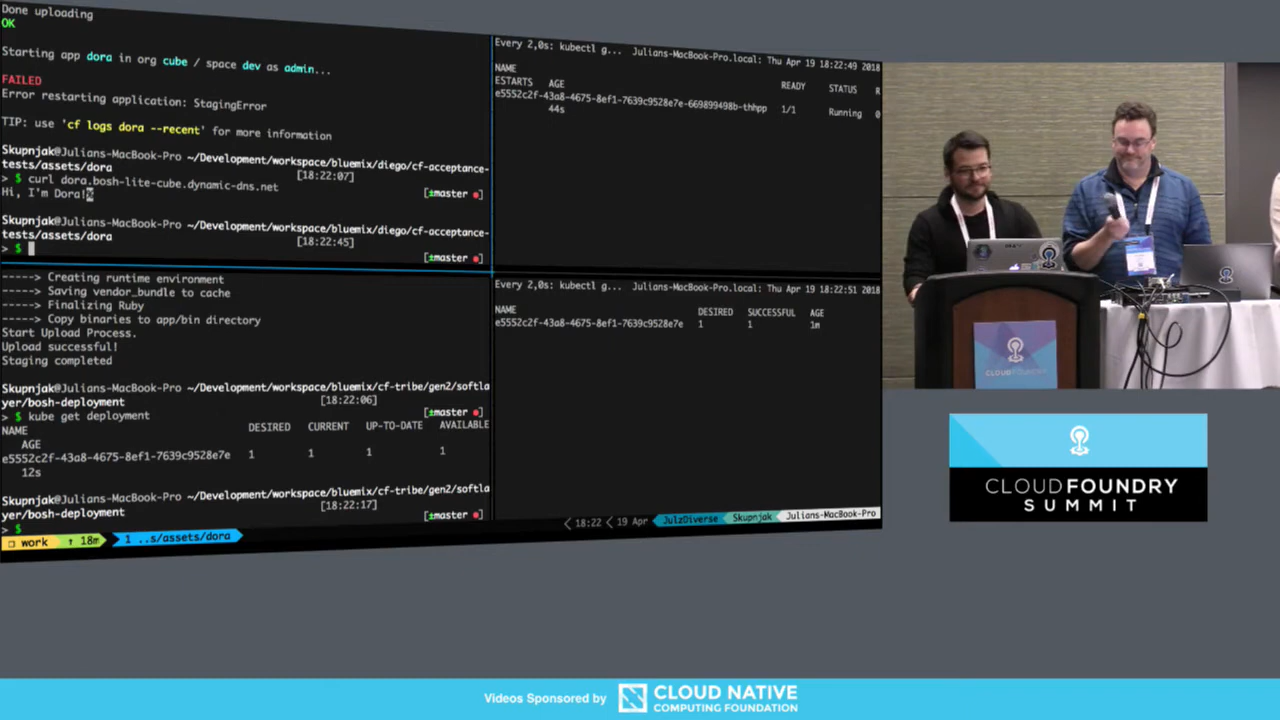 Done uploading
OK
Starting app dora in org cube / space dev as admin...
FAILED
Error restarting application: StagingError
TIP: use 'cf logs dora --recent' for more information
Skupnjak@Julians-MacBook-Pro ~/Development/workspace/bluemix/diego/cf-acceptance-
tests/assets/dora [18:22:07]
> $ curl dora.bosh-lite-cube.dynamic-dns.net [±master ●]
Hi, I'm Dora!%
Skupnjak@Julians-MacBook-Pro ~/Development/workspace/bluemix/diego/cf-acceptance-
tests/assets/dora [18:22:45]
> $ [±master ●]
-----> Creating runtime environment
-----> Saving vendor_bundle to cache
-----> Finalizing Ruby
-----> Copy binaries to app/bin directory
Start Upload Process.
Upload successful!
Staging completed
Skupnjak@Julians-MacBook-Pro ~/Development/workspace/bluemix/cf-tribe/gen2/softla
yer/bosh-deployment [18:22:06]
> $ kube get deployment [±master ●]
NAME DESIRED CURRENT UP-TO-DATE AVAILABLE
AGE
e5552c2f-43a8-4675-8ef1-7639c9528e7e 1 1 1 1
12s
Skupnjak@Julians-MacBook-Pro ~/Development/workspace/bluemix/cf-tribe/gen2/softla
yer/bosh-deployment [18:22:17]
> $ [±master ●]
work ↑ 18m 1 ..s/assets/dora
Every 2,0s: kubectl g... Julians-MacBook-Pro.local: Thu Apr 19 18:22:49 2018
NAME READY STATUS R
ESTARTS AGE
e5552c2f-43a8-4675-8ef1-7639c9528e7e-669899498b-thhpp 1/1 Running 0
44s
Every 2,0s: kubectl g... Julians-MacBook-Pro.local: Thu Apr 19 18:22:51 2018
NAME DESIRED SUCCESSFUL AGE
e5552c2f-43a8-4675-8ef1-7639c9528e7e 1 1 1m
18:22 19 Apr JulzDiverse Skupnjak Julians-MacBook-Pro
CLOUDFOUNDRY
CLOUDFOUNDRY
SUMMIT
Videos Sponsored by
CLOUD NATIVE
COMPUTING FOUNDATION